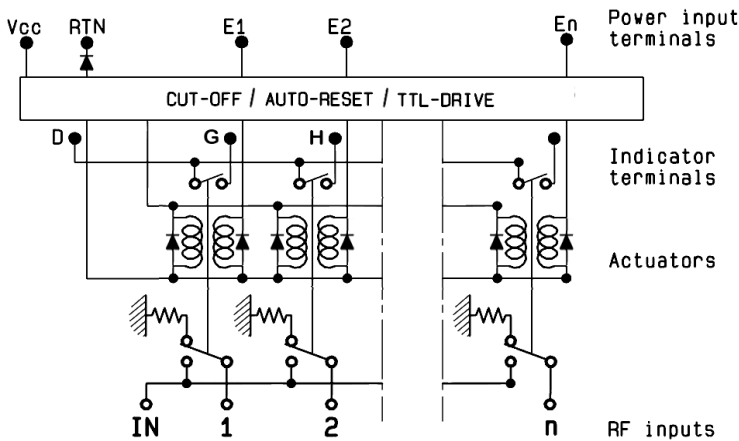 Vcc RTN E1 E2 En Power input
terminals
CUT-OFF / AUTO-RESET / TTL-DRIVE
D G H
Indicator
terminals
Actuators
IN 1 2 n RF inputs